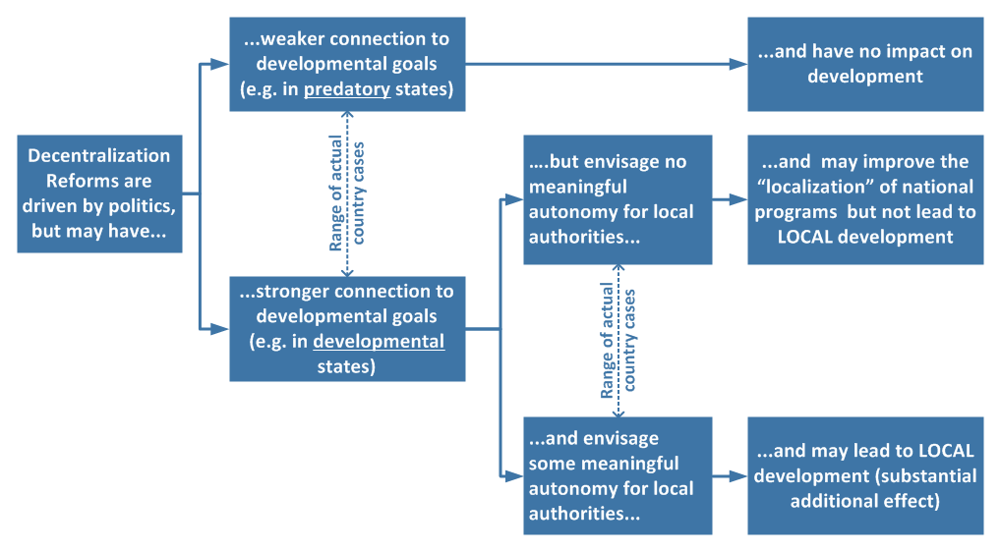 ...weaker connection to
developmental goals
(e.g. in predatory states)
...and have no impact on
development
Decentralization
Reforms are
driven by politics,
but may have...
Range of actual
country cases
....but envisage no
meaningful
autonomy for local
authorities...
...and  may improve the
“localization” of national
programs  but not lead to
LOCAL development
...stronger connection to
developmental goals
(e.g. in developmental
states)
Range of actual
country cases
...and envisage
some meaningful
autonomy for local
authorities...
...and may lead to LOCAL
development (substantial
additional effect)